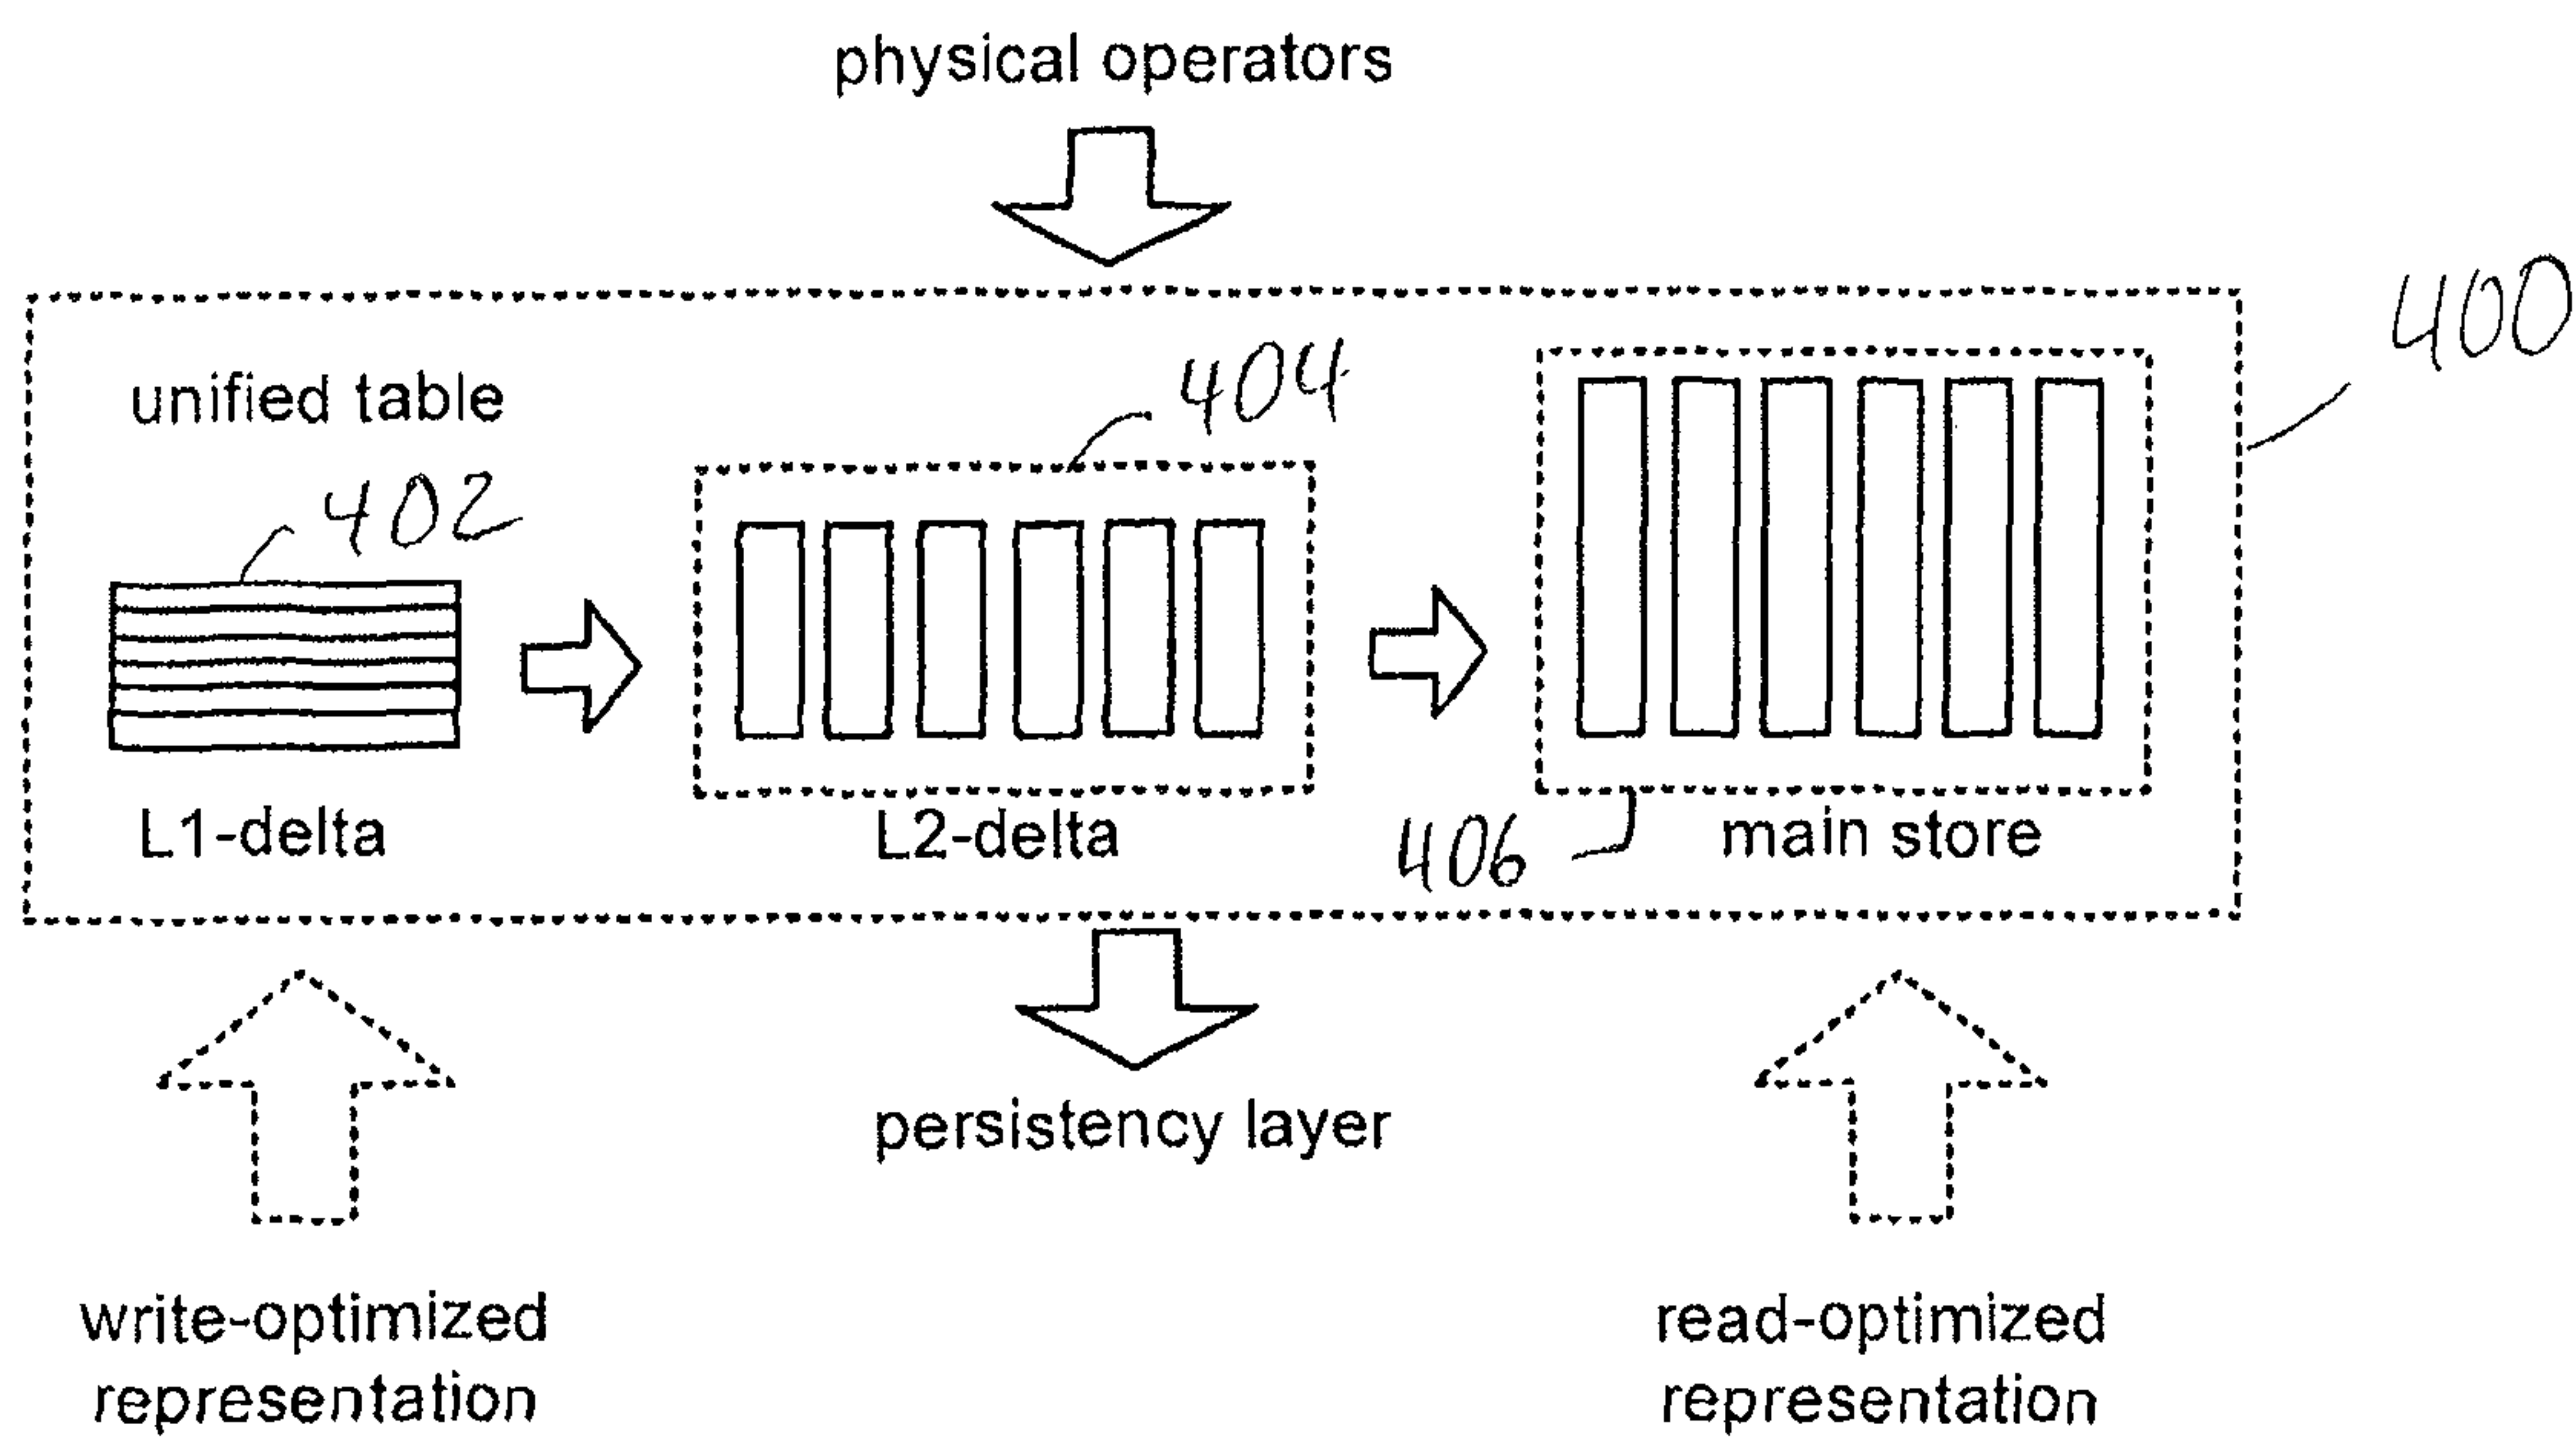 physical operators
400
unified table
404
402
L1-delta
L2-delta
406
main store
persistency layer
write-optimized
representation
read-optimized
representation